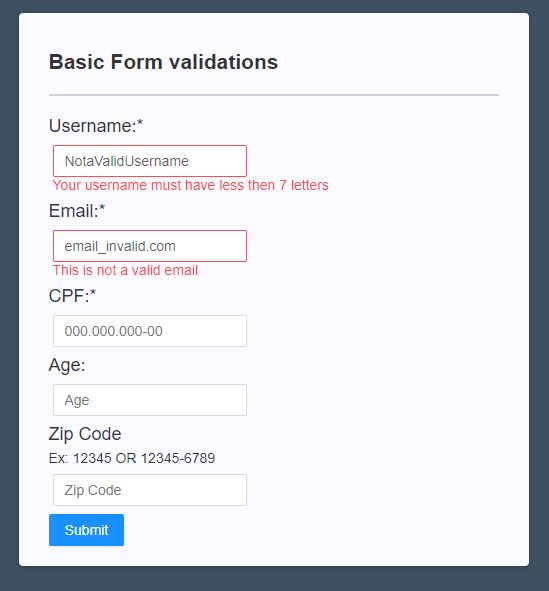 Basic Form validations
Username:*
NotaValidUsername
Your username must have less then 7 letters
Email:*
email_invalid.com
This is not a valid email
CPF:*
000.000.000-00
Age:
Age
Zip Code
Ex: 12345 OR 12345-6789
Zip Code
Submit